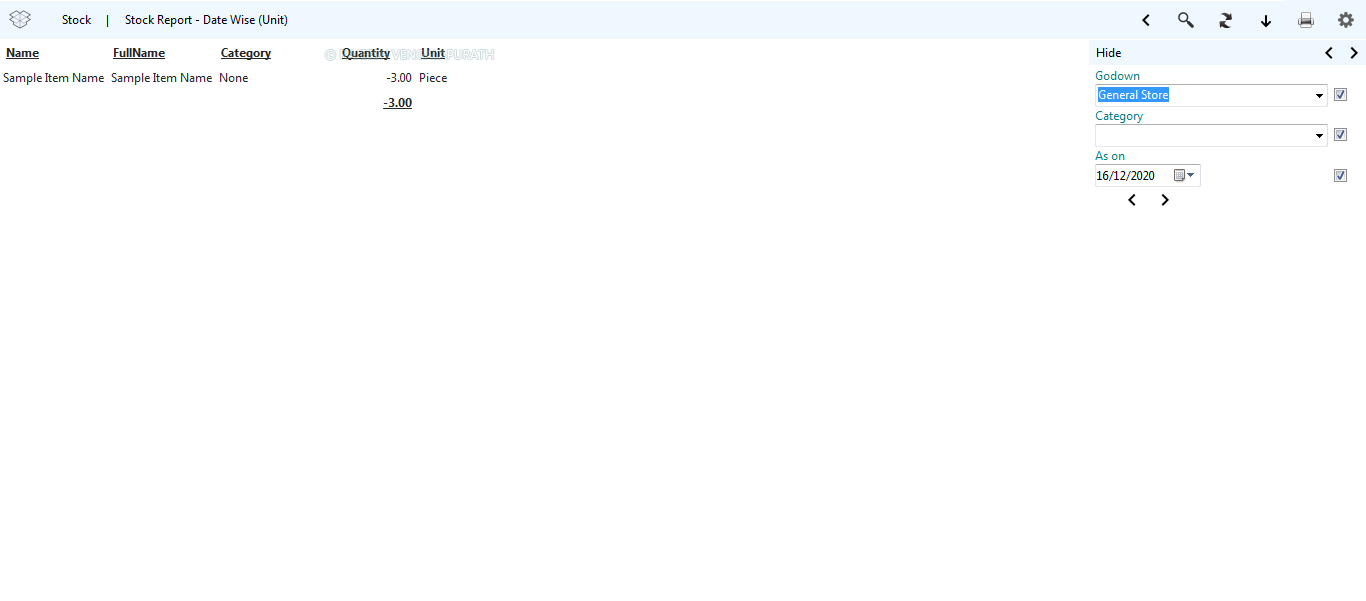 Stock | Stock Report - Date Wise (Unit)
Name FullName Category Quantity Unit
Sample Item Name Sample Item Name None -3.00 Piece
-3.00
Hide
Godown
General Store
Category
As on
16/12/2020